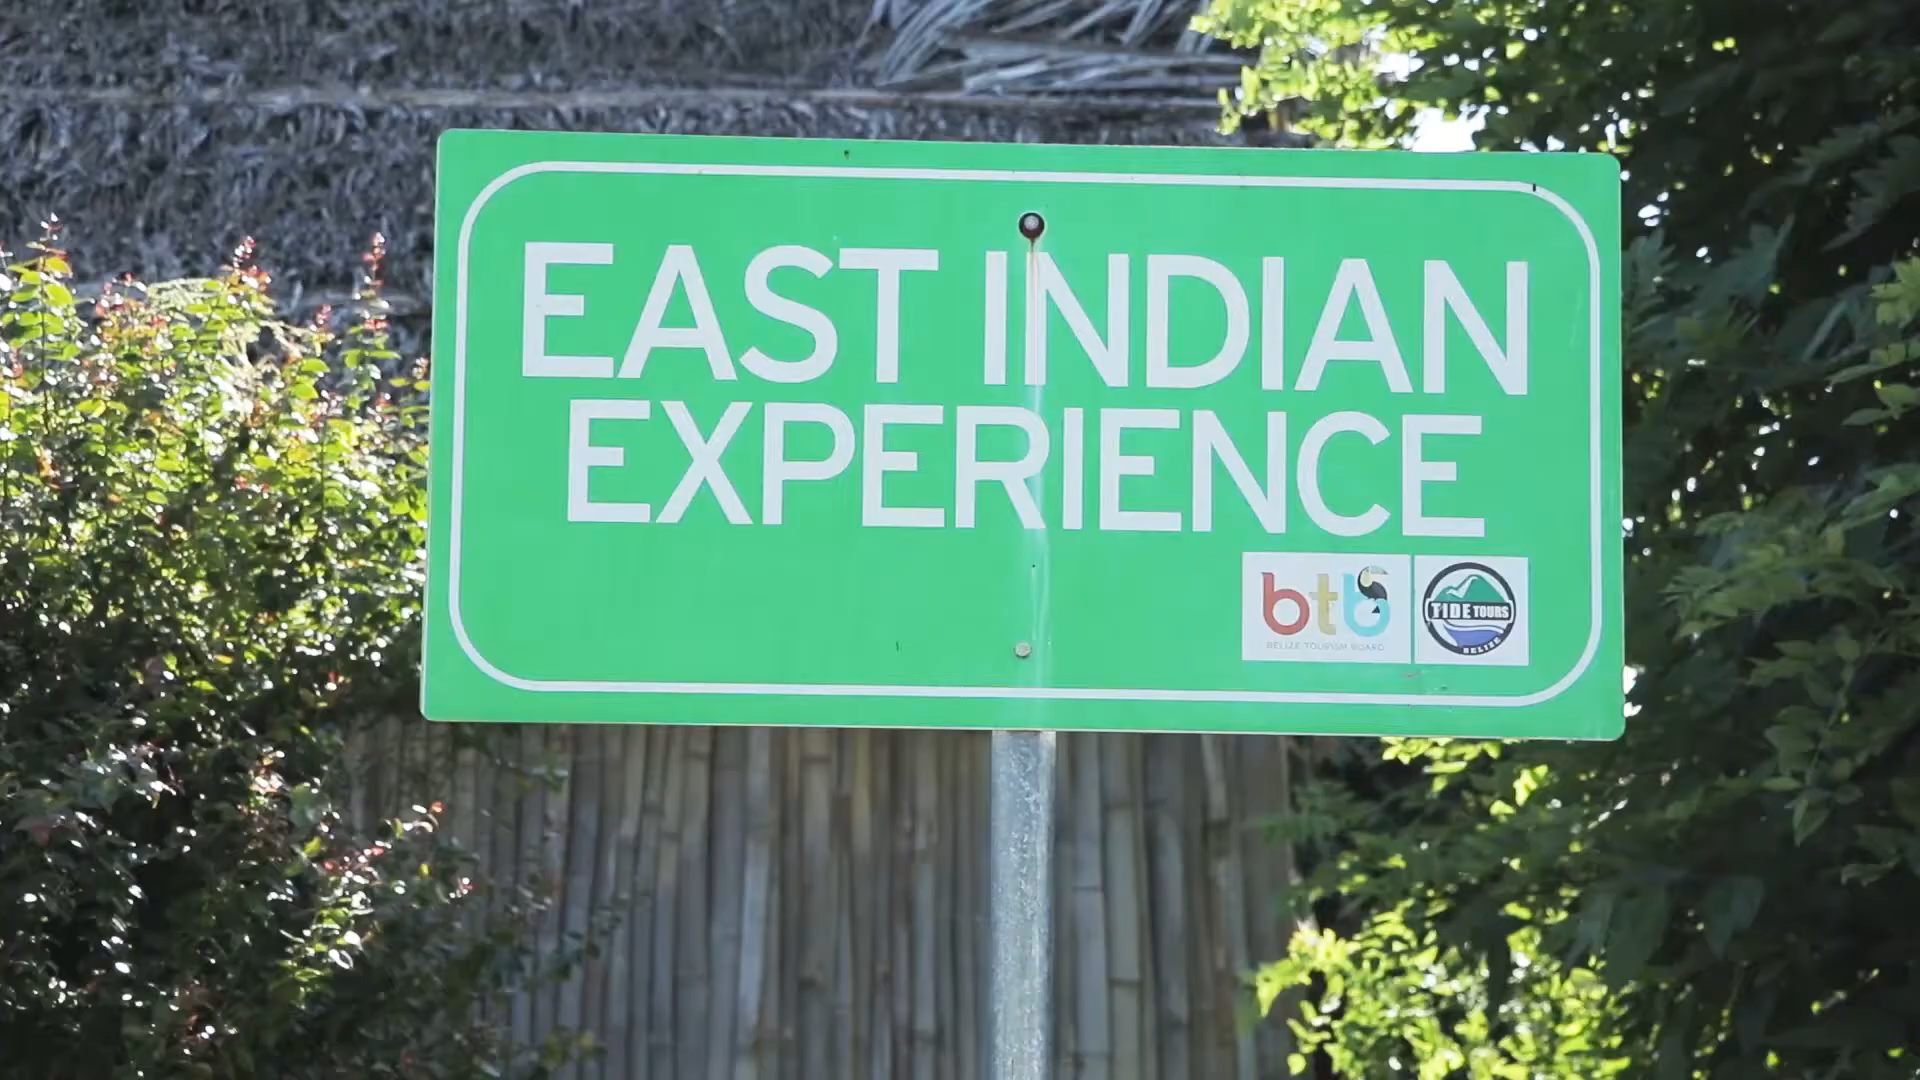 EAST INDIAN
EXPERIENCE
btb
BELIZE TOURISM BOARD
TIDE TOURS
BELIZE